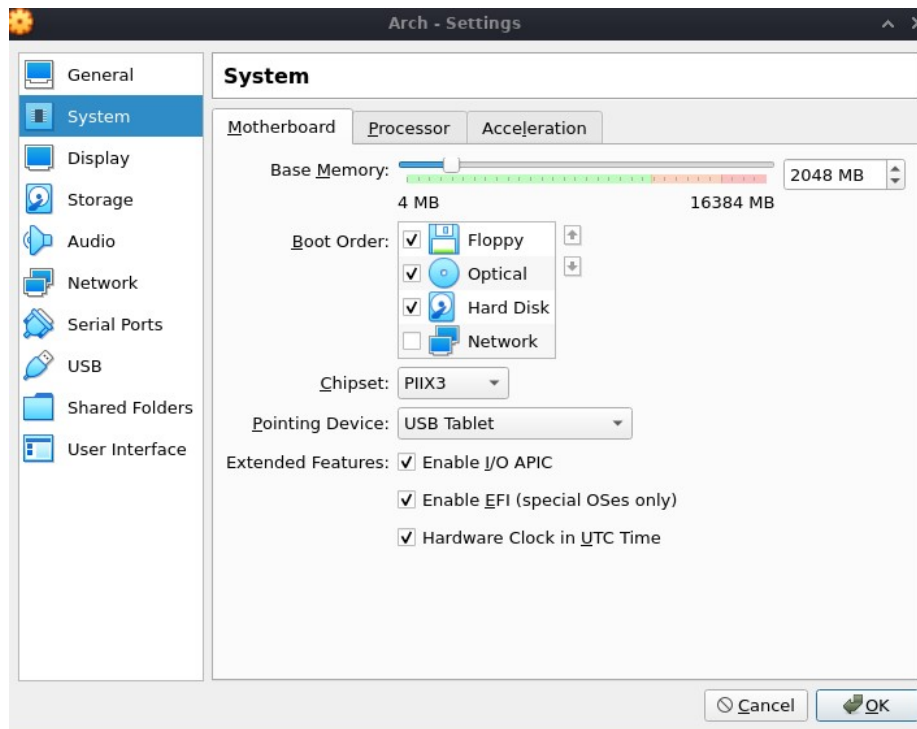 Arch - Settings
General
System
Display
Storage
Audio
Network
Serial Ports
USB
Shared Folders
User Interface
System
Motherboard Processor Acceleration
Base Memory: 2048 MB
4 MB 16384 MB
Boot Order: Floppy
Optical
Hard Disk
Network
Chipset: PIIX3
Pointing Device: USB Tablet
Extended Features: Enable I/O APIC
Enable EFI (special OSes only)
Hardware Clock in UTC Time
Cancel OK